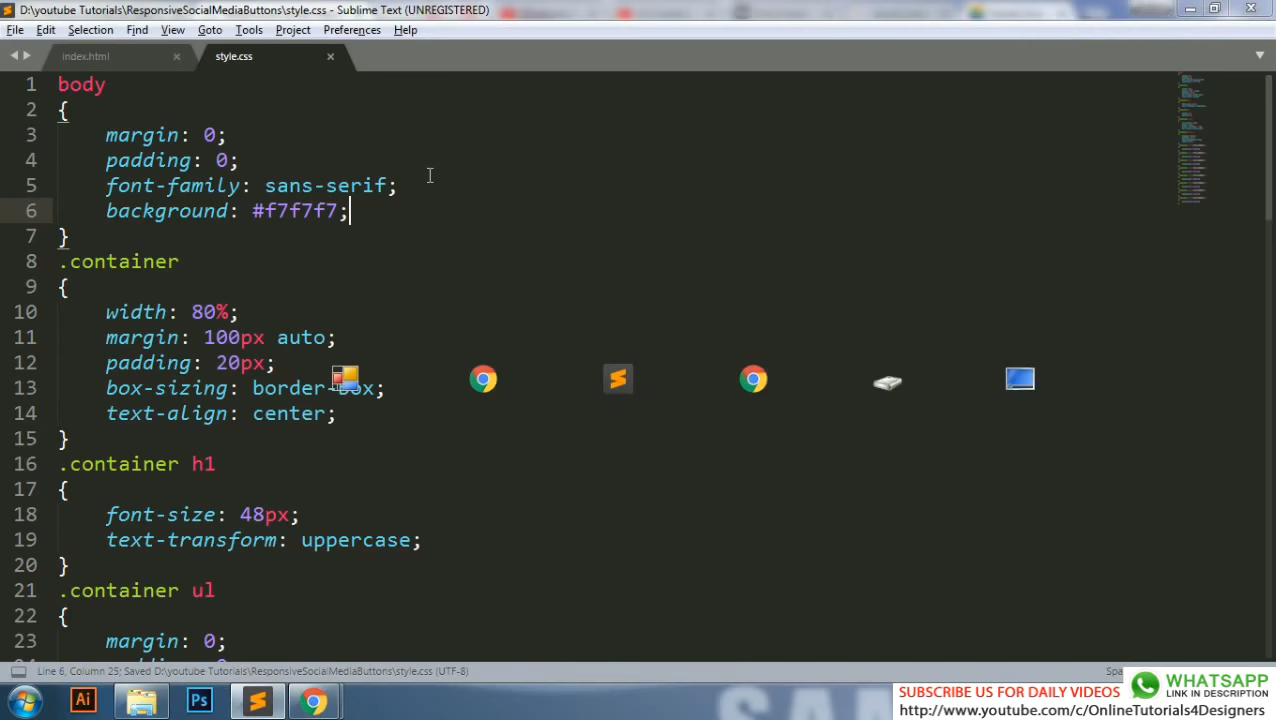 D:\youtube Tutorials\ResponsiveSocialMediaButtons\style.css - Sublime Text (UNREGISTERED)
File Edit Selection Find View Goto Tools Project Preferences Help
index.html style.css
1 body
2 {
3 margin: 0;
4 padding: 0;
5 font-family: sans-serif;
6 background: #f7f7f7;
7 }
8 .container
9 {
10 width: 80%;
11 margin: 100px auto;
12 padding: 20px;
13 box-sizing: border-box;
14 text-align: center;
15 }
16 .container h1
17 {
18 font-size: 48px;
19 text-transform: uppercase;
20 }
21 .container ul
22 {
23 margin: 0;
Line 6, Column 25; Saved D:\youtube Tutorials\ResponsiveSocialMediaButtons\style.css (UTF-8)
Ai Ps
SUBSCRIBE US FOR DAILY VIDEOS
WHATSAPP
LINK IN DESCRIPTION
http://www.youtube.com/c/OnlineTutorials4Designers